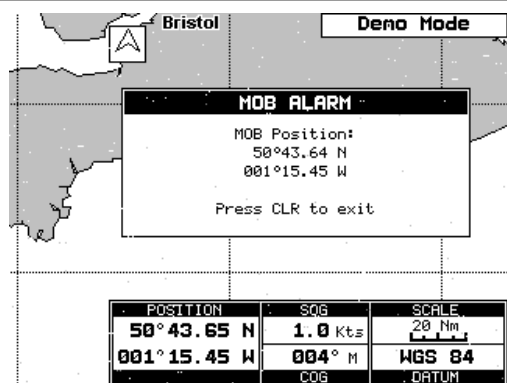 Bristol
Demo Mode
MOB ALARM
MOB Position:
50°43.64 N
001°15.45 W
Press CLR to exit
POSITION SOG SCALE
50°43.65 N 1.0 Kts 20 Nm
001°15.45 W 004° M WGS 84
COG DATUM